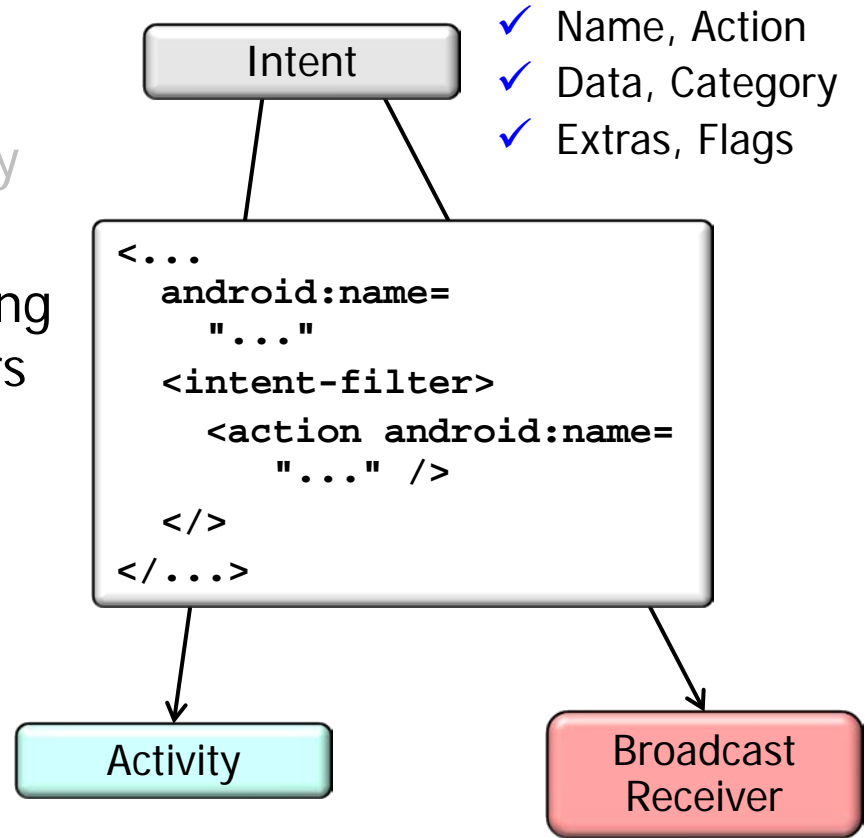 Intent
✓ Name, Action
✓ Data, Category
✓ Extras, Flags
<...
android:name=
"..."
<intent-filter>
<action android:name=
"..." />
</>
</...>
Activity
Broadcast
Receiver